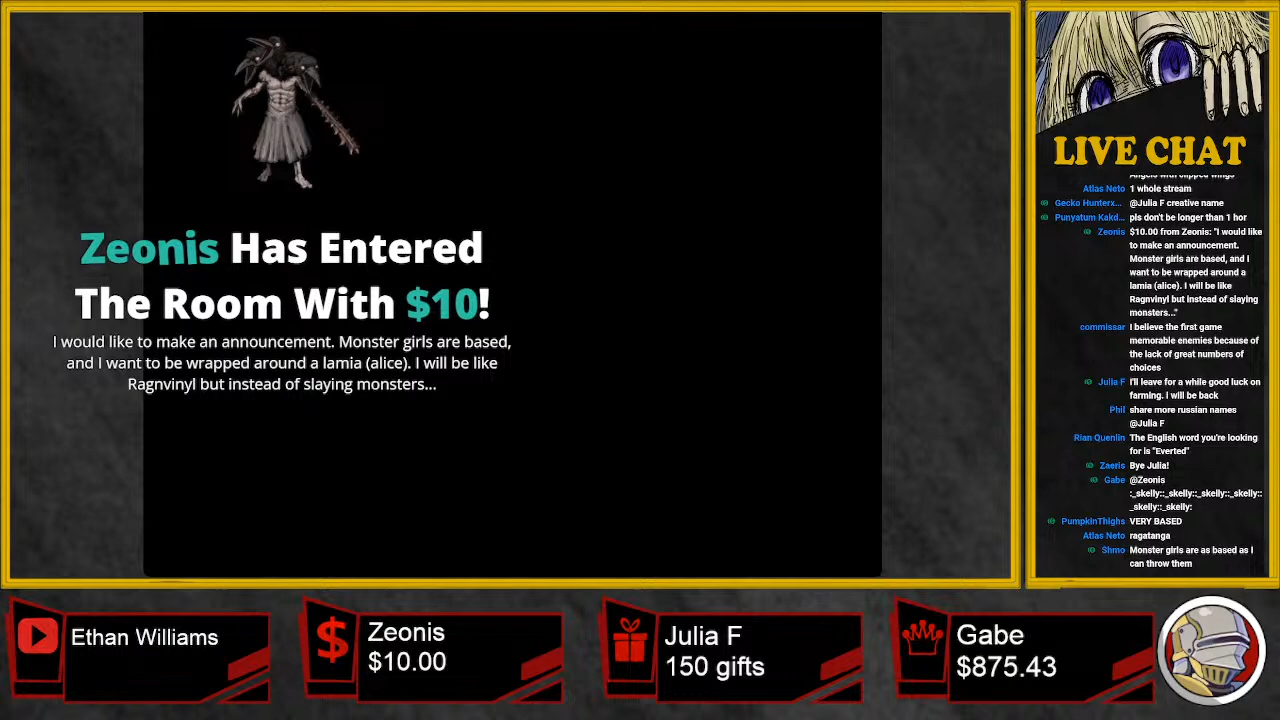 Zeonis Has Entered
The Room With $10!
I would like to make an announcement. Monster girls are based,
and I want to be wrapped around a lamia (alice). I will be like
Ragnvinyl but instead of slaying monsters...
LIVE CHAT
Angels with clipped wings
Atlas Neto 1 whole stream
Gecko Hunterx... @Julia F creative name
Punyatum Kakd... pls don't be longer than 1 hor
Zeonis $10.00 from Zeonis: "I would like
to make an announcement.
Monster girls are based, and I
want to be wrapped around a
lamia (alice). I will be like
Ragnvinyl but instead of slaying
monsters..."
commissar I believe the first game
memorable enemies because of
the lack of great numbers of
choices
Julia F I'll leave for a while good luck on
farming. I will be back
Phil share more russian names
@Julia F
Rian Quenlin The English word you're looking
for is "Everted"
Zaeris Bye Julia!
Gabe @Zeonis
:_skelly::_skelly::_skelly::_skelly::
_skelly::_skelly:
PumpkinThighs VERY BASED
Atlas Neto ragatanga
Shmo Monster girls are as based as I
can throw them
Ethan Williams
$
Zeonis
$10.00
Julia F
150 gifts
Gabe
$875.43